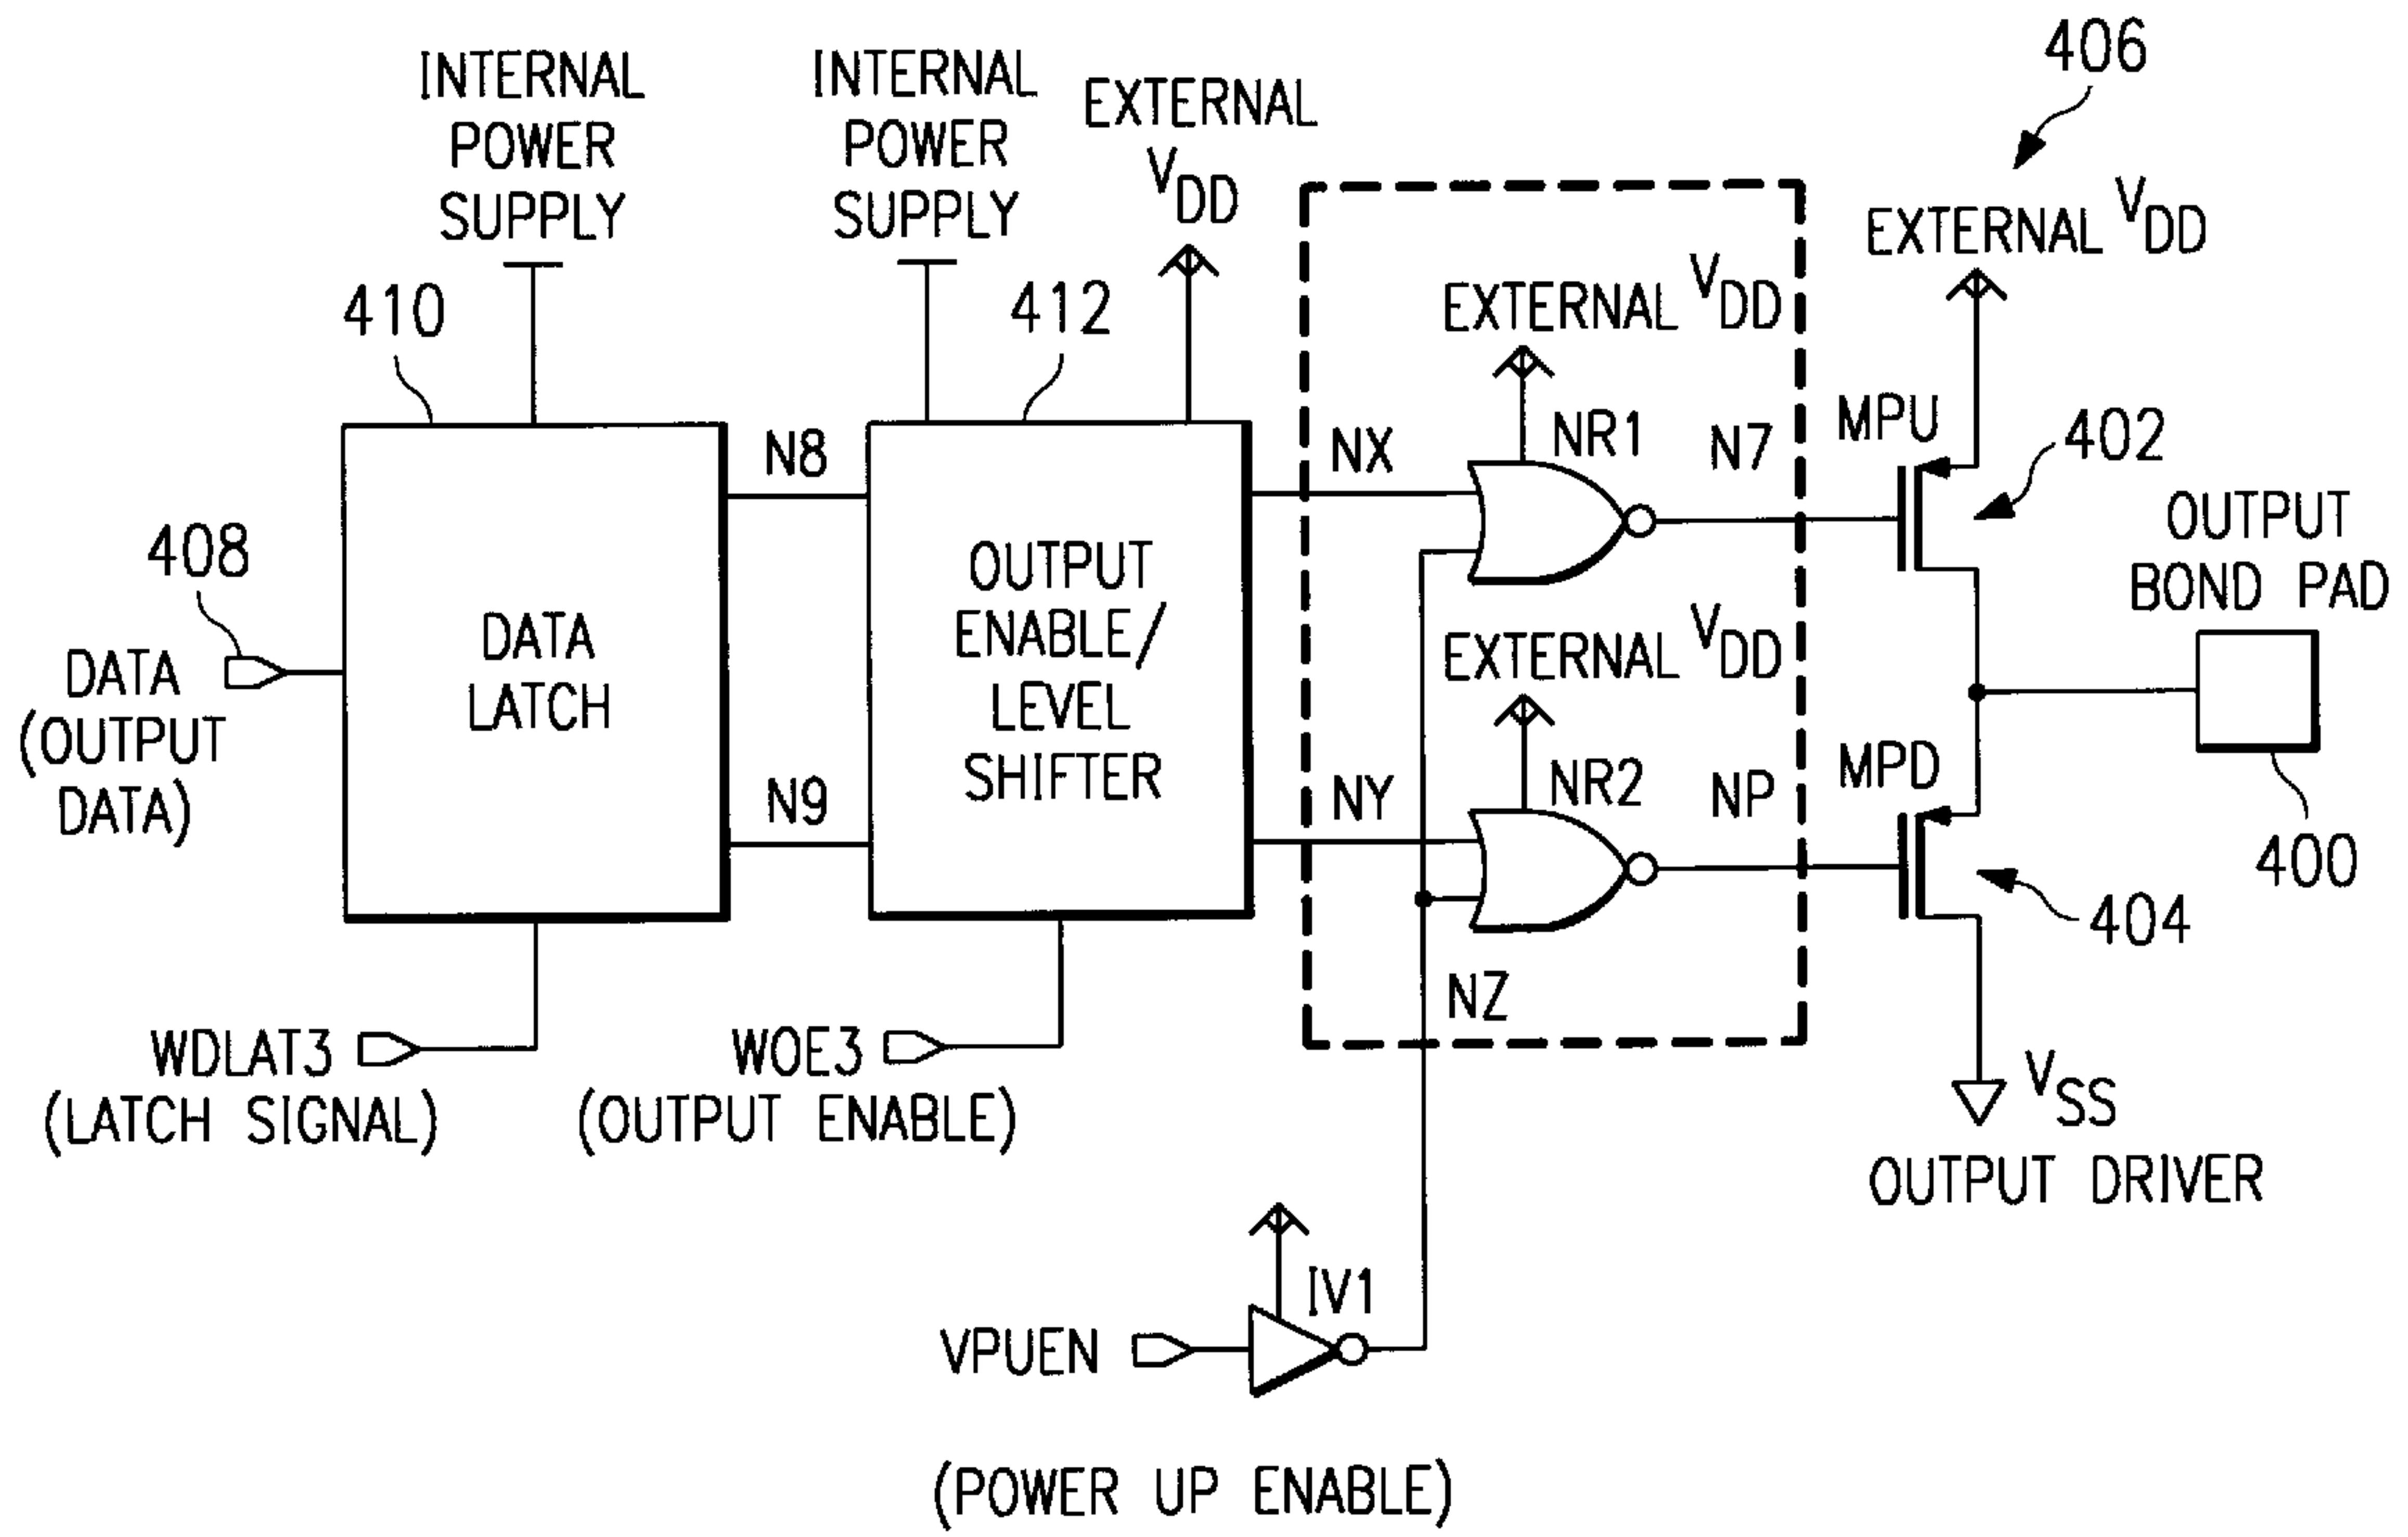 406
INTERNAL
POWER
SUPPLY
INTERNAL
POWER
SUPPLY
EXTERNAL
VDD
EXTERNAL VDD
410
412
EXTERNAL VDD
MPU
402
N8
NX
NR1
N7
OUTPUT
BOND PAD
408
DATA
(OUTPUT
DATA)
DATA
LATCH
OUTPUT
ENABLE/
LEVEL
SHIFTER
EXTERNAL VDD
N9
NY
NR2
NP
MPD
400
404
NZ
WDLAT3
(LATCH SIGNAL)
WOE3
(OUTPUT ENABLE)
VSS
OUTPUT DRIVER
IV1
VPUEN
(POWER UP ENABLE)